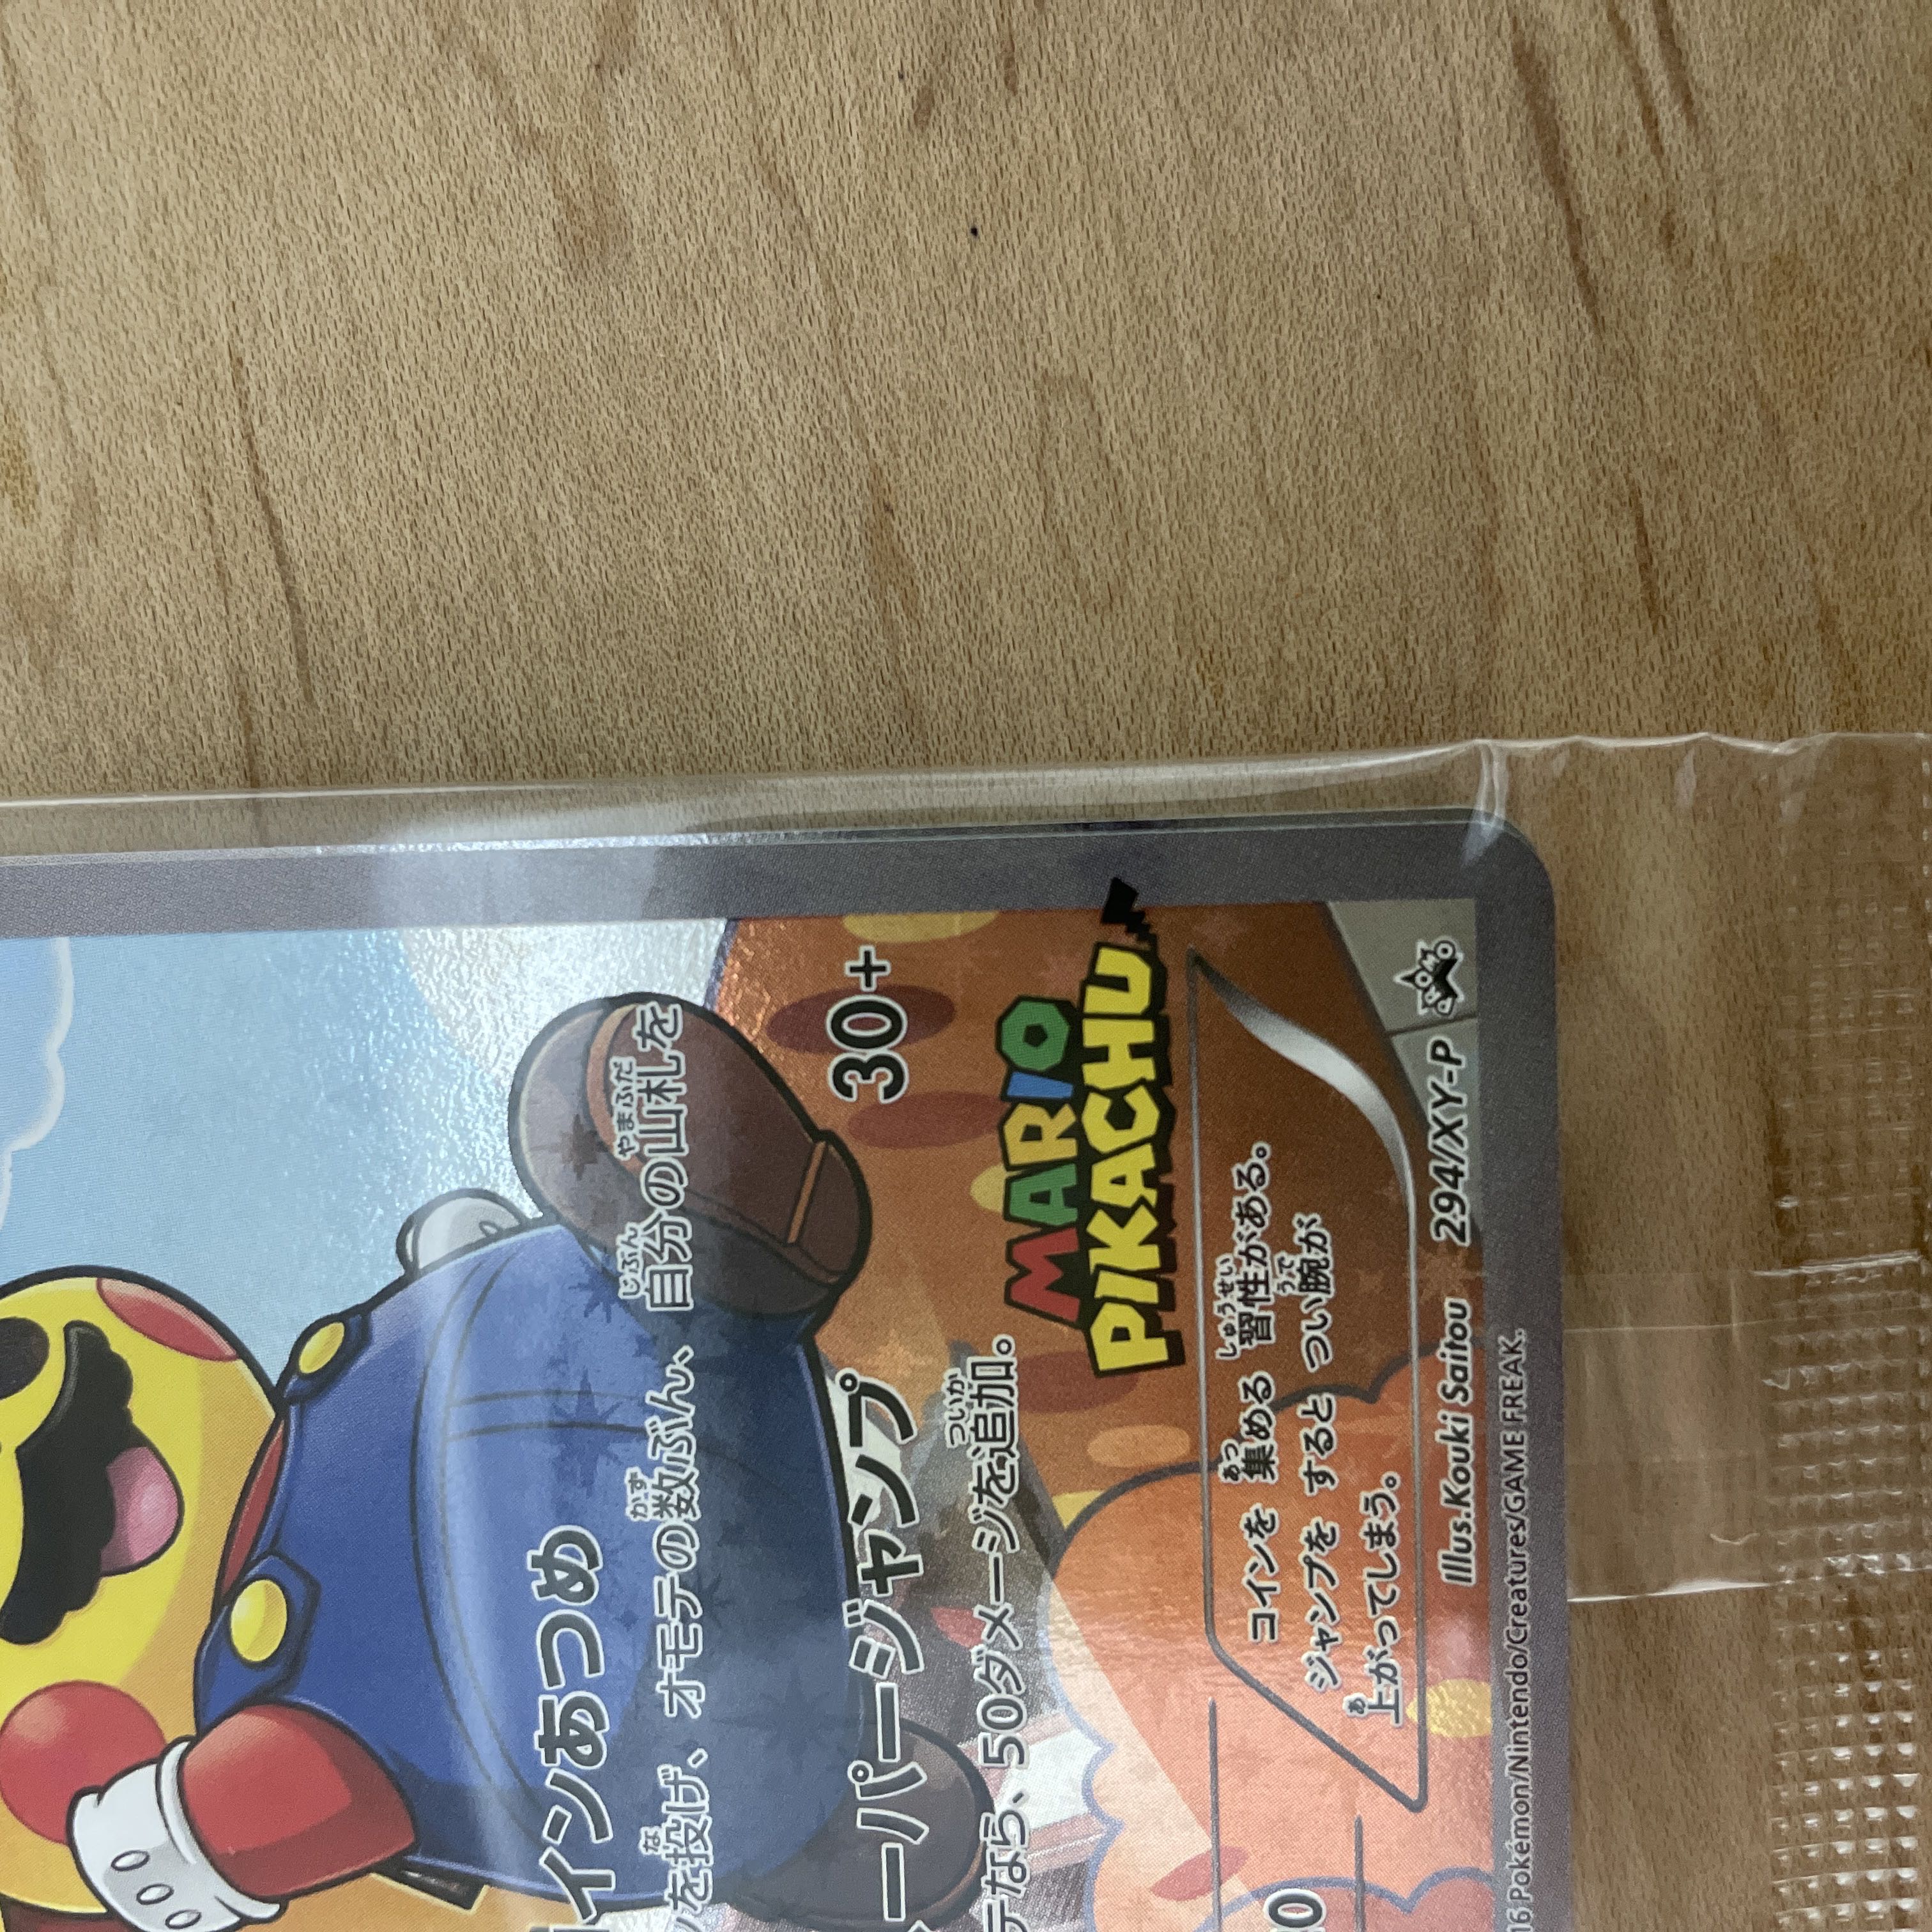 インあつめ
を投げ、オモテの数ぶん、自分の山札を
ーパージャンプ 30+
テなら、50ダメージを追加。
MARIO
PIKACHU
コインを 集める 習性がある。
ジャンプを すると つい腕が
上がってしまう。
Illus.Kouki Saitou 294/XY-P PROMO
16 Pokémon/Nintendo/Creatures/GAME FREAK.